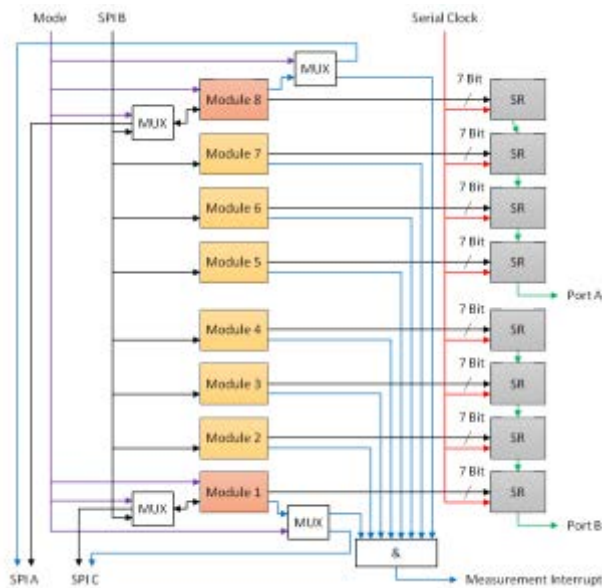 Mode
SPI B
Serial Clock
MUX
7 Bit
Module 8
SR
MUX
7 Bit
Module 7
SR
7 Bit
Module 6
SR
7 Bit
Module 5
SR
Port A
7 Bit
Module 4
SR
7 Bit
Module 3
SR
7 Bit
Module 2
SR
7 Bit
Module 1
SR
MUX
MUX
Port B
&
SPI A
SPI C
Measurement Interrupt